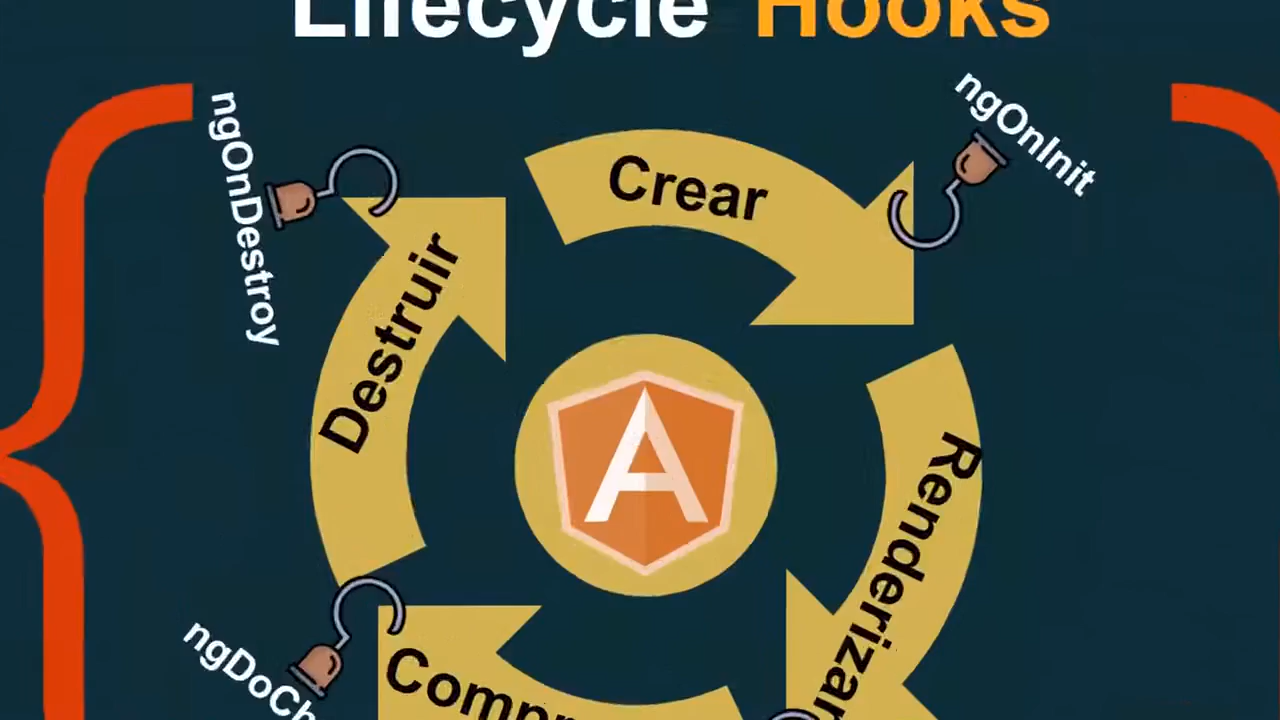 Lifecycle Hooks
ngOnInit
ngOnDestroy
Crear
Destruir
Renderizar